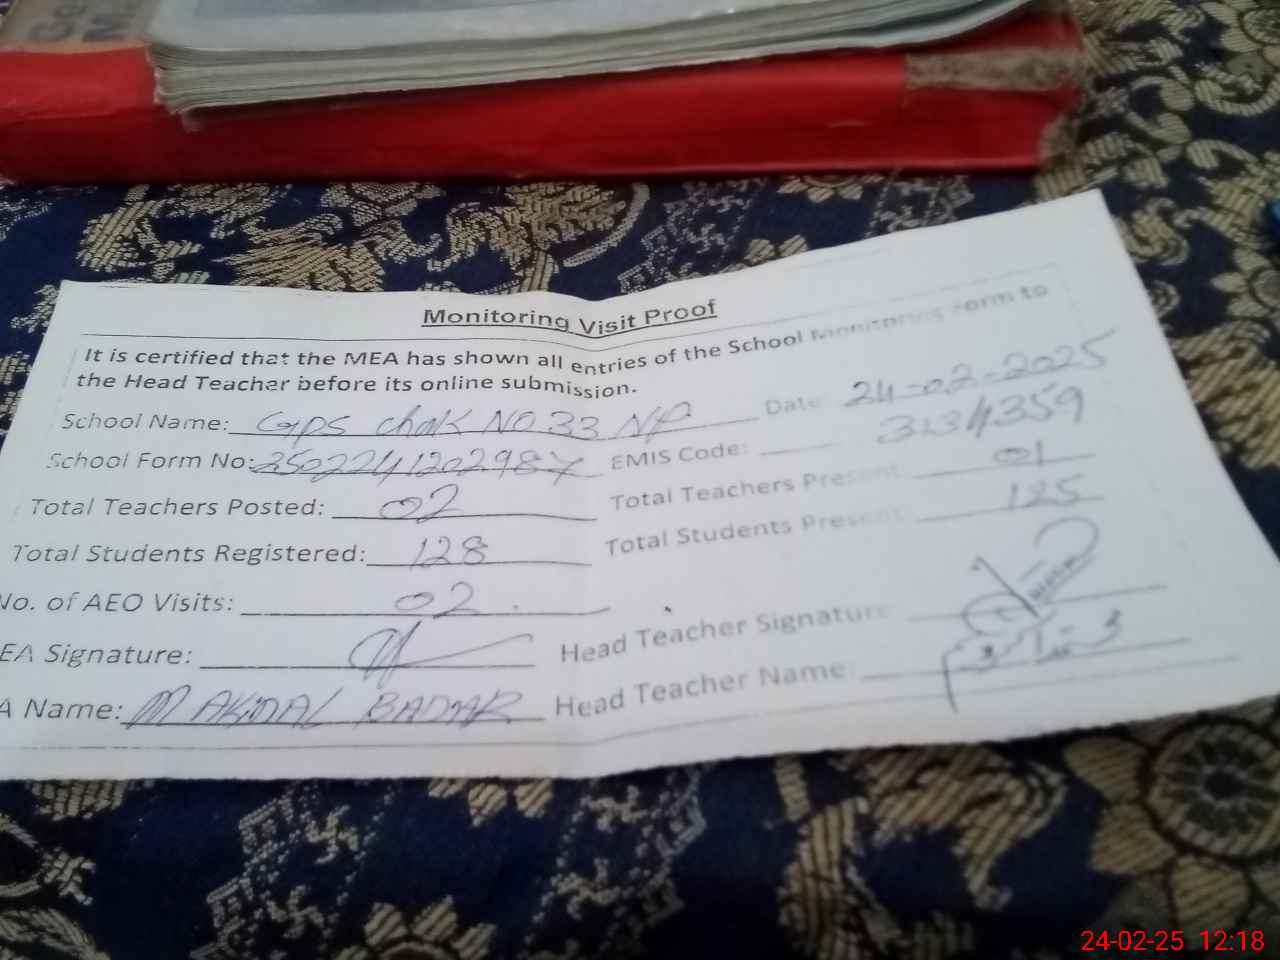 Monitoring Visit Proof
It is certified that the MEA has shown all entries of the School Monitoring Form to
the Head Teacher before its online submission.
School Name: GPS Chak NO 33 NP Date: 24-02-2025
School Form No: EMIS Code:
Total Teachers Posted: 02 Total Teachers Present: 01
Total Students Registered: 128 Total Students Present: 125
No. of AEO Visits: 02
EA Signature: Head Teacher Signature
A Name: BADAR Head Teacher Name:
24-02-25 12:18